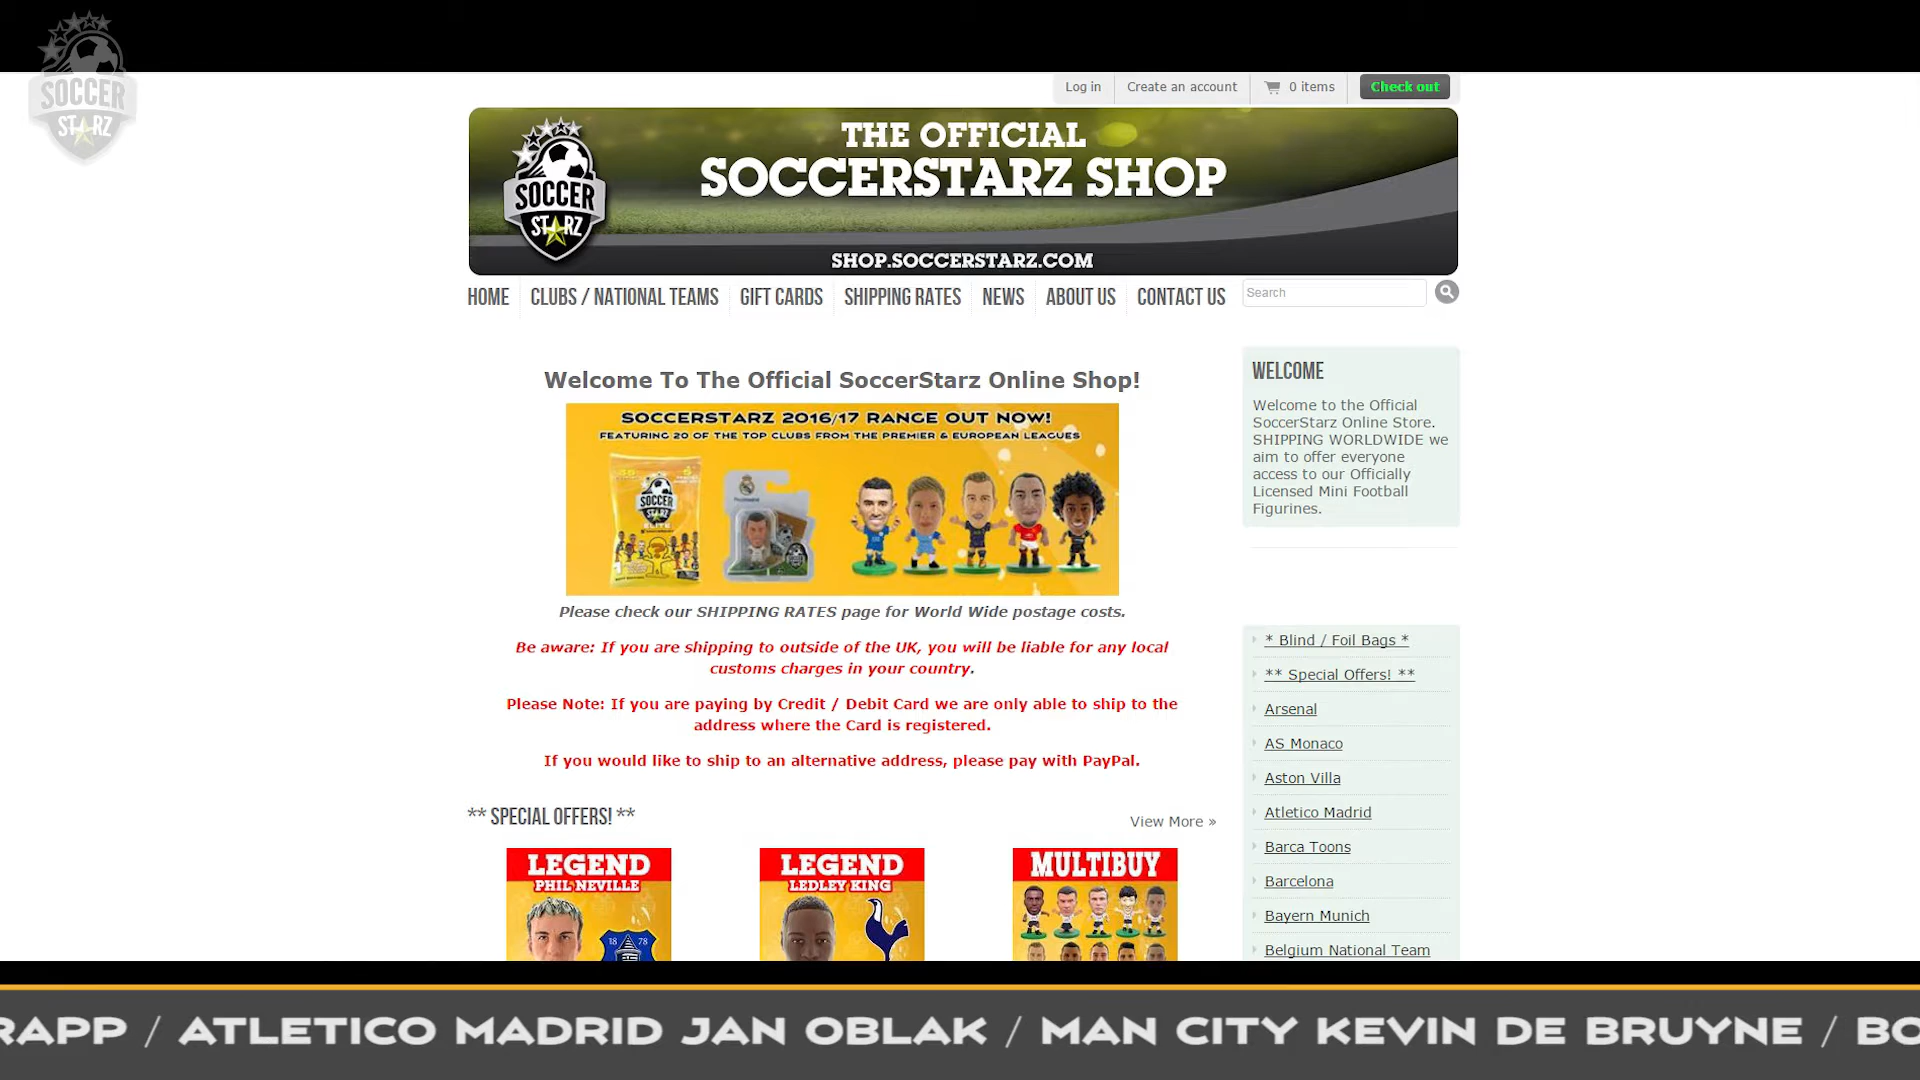 SOCCER
STARZ
Log in
Create an account
0 items
Check out
THE OFFICIAL
SOCCERSTARZ SHOP
SOCCER
STARZ
SHOP.SOCCERSTARZ.COM
HOME
CLUBS / NATIONAL TEAMS
GIFT CARDS
SHIPPING RATES
NEWS
ABOUT US
CONTACT US
Search
Welcome To The Official SoccerStarz Online Shop!
SOCCERSTARZ 2016/17 RANGE OUT NOW!
FEATURING 20 OF THE TOP CLUBS FROM THE PREMIER & EUROPEAN LEAGUES
SOCCER
STARZ
Please check our SHIPPING RATES page for World Wide postage costs.
Be aware: If you are shipping to outside of the UK, you will be liable for any local
customs charges in your country.
Please Note: If you are paying by Credit / Debit Card we are only able to ship to the
address where the Card is registered.
If you would like to ship to an alternative address, please pay with PayPal.
** SPECIAL OFFERS! **
View More »
LEGEND
PHIL NEVILLE
18 78
LEGEND
LEDLEY KING
MULTIBUY
WELCOME
Welcome to the Official
SoccerStarz Online Store.
SHIPPING WORLDWIDE we
aim to offer everyone
access to our Officially
Licensed Mini Football
Figurines.
* Blind / Foil Bags *
** Special Offers! **
Arsenal
AS Monaco
Aston Villa
Atletico Madrid
Barca Toons
Barcelona
Bayern Munich
Belgium National Team
RAPP / ATLETICO MADRID JAN OBLAK / MAN CITY KEVIN DE BRUYNE / BO